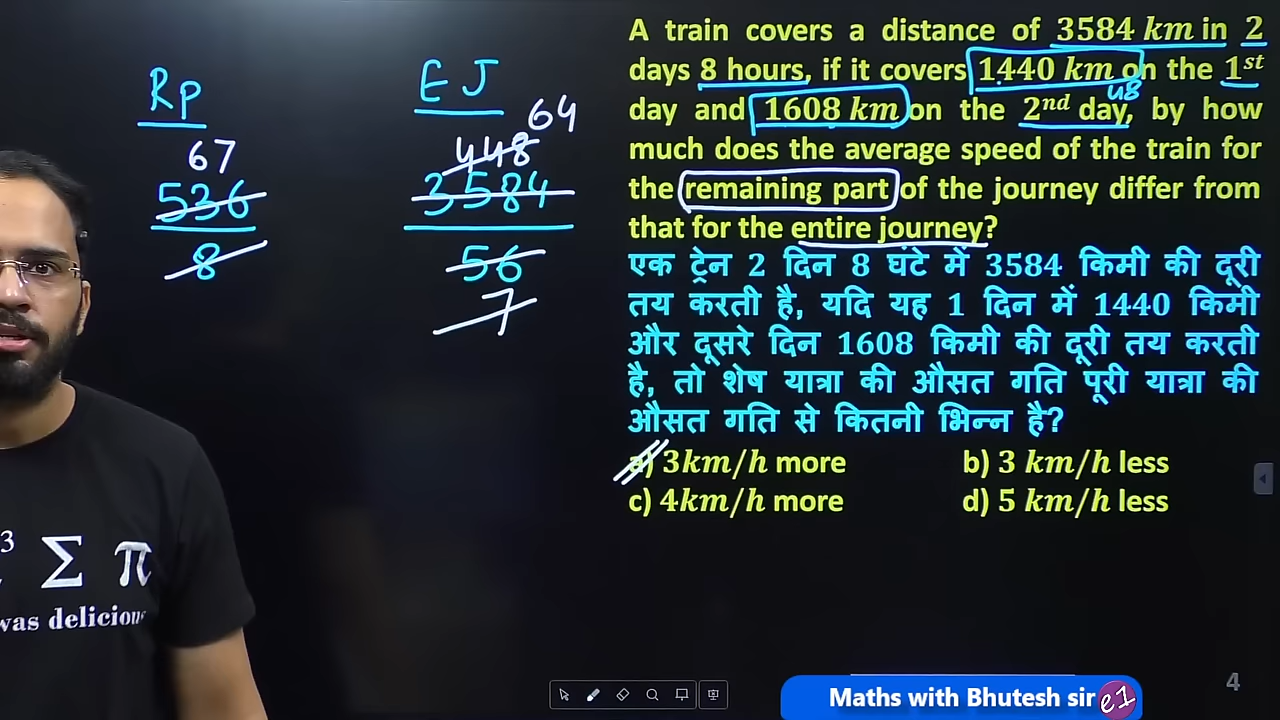 Rp
67
536
8
EJ
64
448
3584
56
7
A train covers a distance of 3584 km in 2
days 8 hours, if it covers 1440 km on the 1st
48
day and 1608 km on the 2nd day, by how
much does the average speed of the train for
the remaining part of the journey differ from
that for the entire journey?
एक ट्रेन 2 दिन 8 घंटे में 3584 किमी की दूरी
तय करती है, यदि यह 1 दिन में 1440 किमी
और दूसरे दिन 1608 किमी की दूरी तय करती
है, तो शेष यात्रा की औसत गति पूरी यात्रा की
औसत गति से कितनी भिन्न है?
a) 3km/h more b) 3 km/h less
c) 4km/h more d) 5 km/h less
3
Σ π
was delicious
4
Maths with Bhutesh sir e1